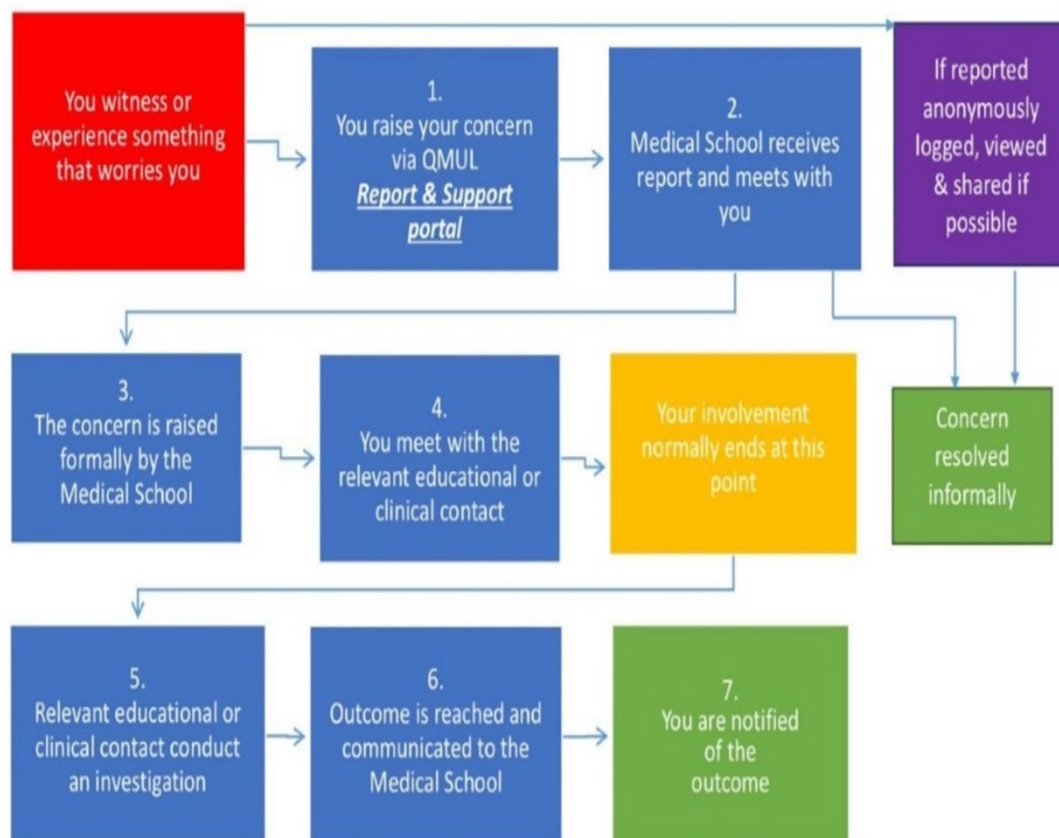 You witness or
experience something
that worries you
1.
You raise your concern
via QMUL
Report & Support
portal
2.
Medical School receives
report and meets with
you
If reported
anonymously
logged, viewed
& shared if
possible
3.
The concern is raised
formally by the
Medical School
4.
You meet with the
relevant educational or
clinical contact
Your involvement
normally ends at this
point
Concern
resolved
informally
5.
Relevant educational or
clinical contact conduct
an investigation
6.
Outcome is reached and
communicated to the
Medical School
7.
You are notified
of the
outcome